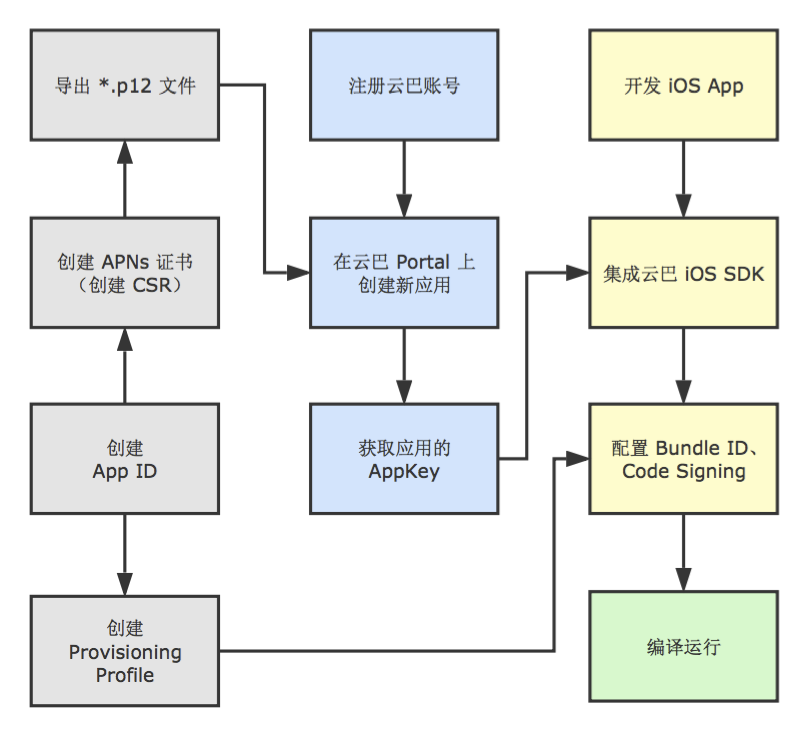 导出 *.p12 文件
注册云巴账号
开发 iOS App
创建 APNs 证书
（创建 CSR）
在云巴 Portal 上
创建新应用
集成云巴 iOS SDK
创建
App ID
获取应用的
AppKey
配置 Bundle ID、
Code Signing
创建
Provisioning
Profile
编译运行